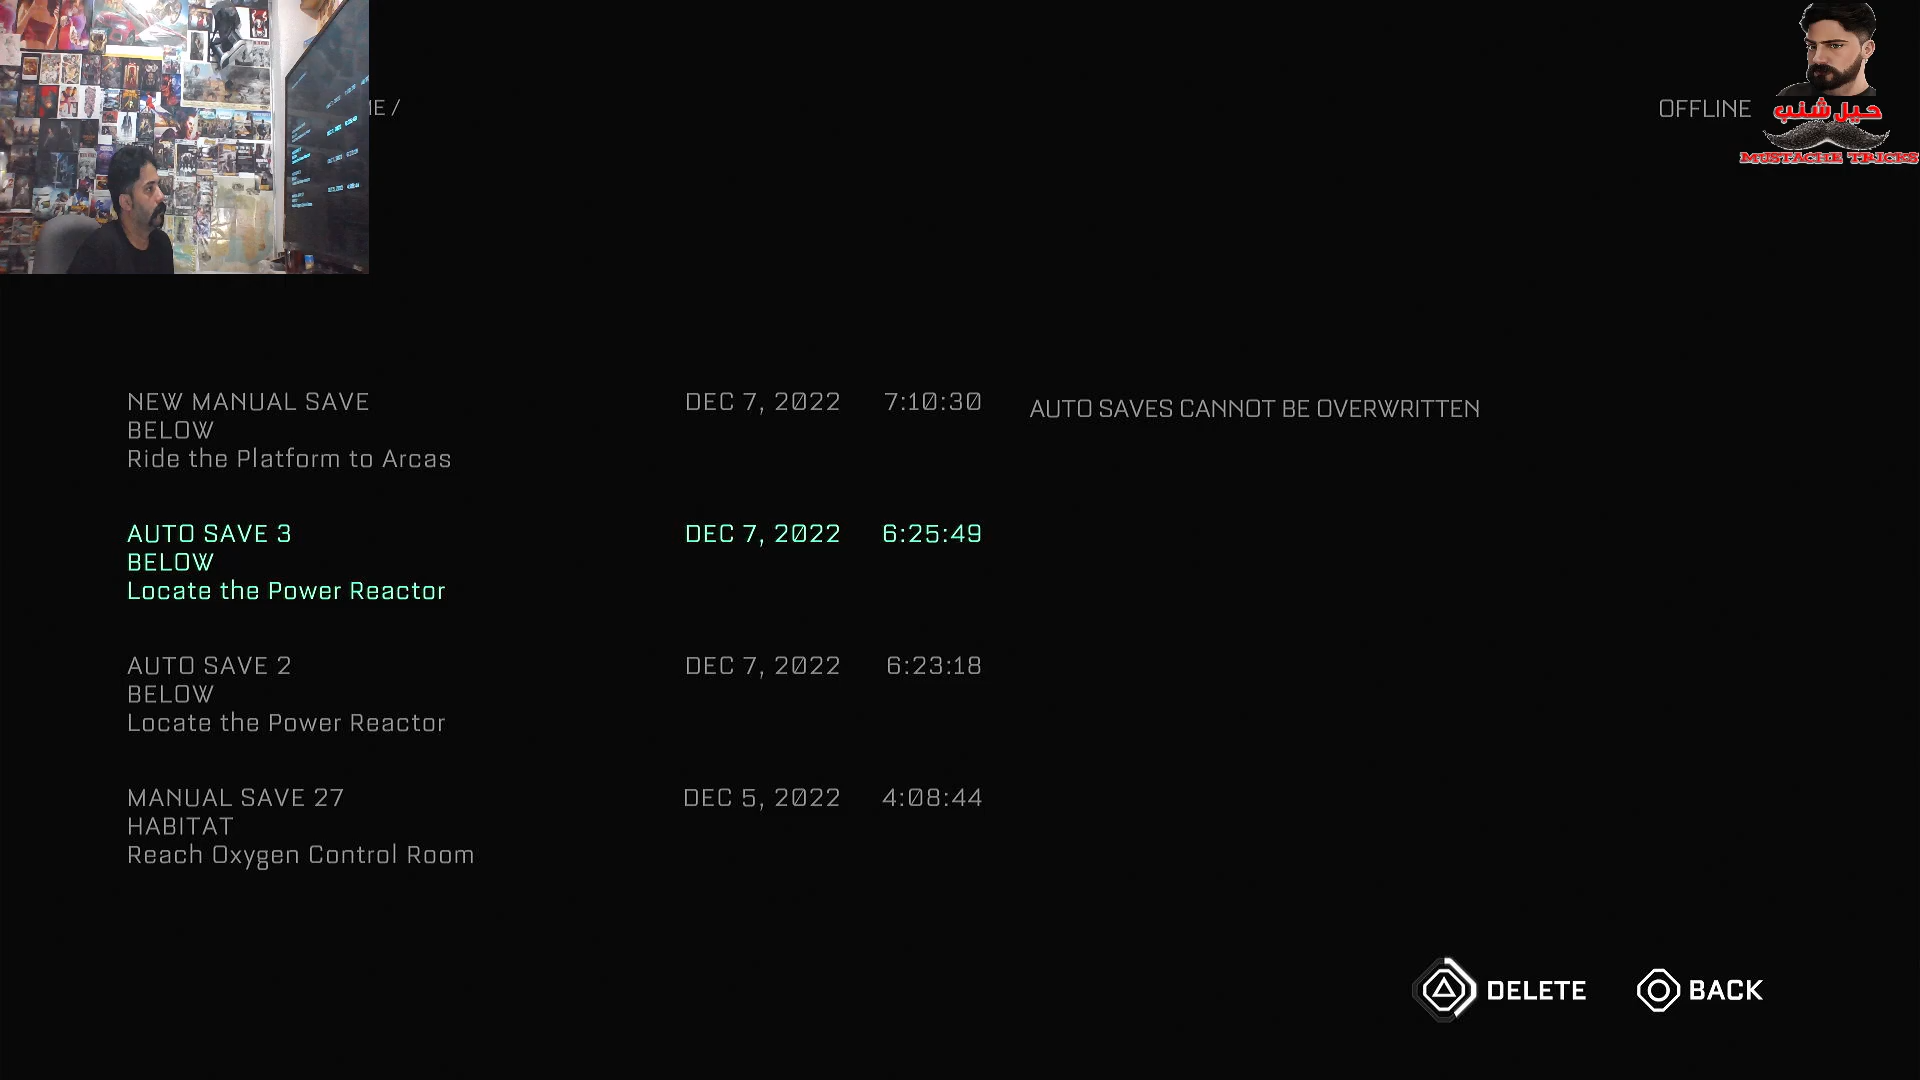 ME /
OFFLINE
حيل شنب
MUSTACHE TRICKS
NEW MANUAL SAVE DEC 7, 2022 7:10:30
BELOW
Ride the Platform to Arcas
AUTO SAVES CANNOT BE OVERWRITTEN
AUTO SAVE 3 DEC 7, 2022 6:25:49
BELOW
Locate the Power Reactor
AUTO SAVE 2 DEC 7, 2022 6:23:18
BELOW
Locate the Power Reactor
MANUAL SAVE 27 DEC 5, 2022 4:08:44
HABITAT
Reach Oxygen Control Room
DELETE
BACK